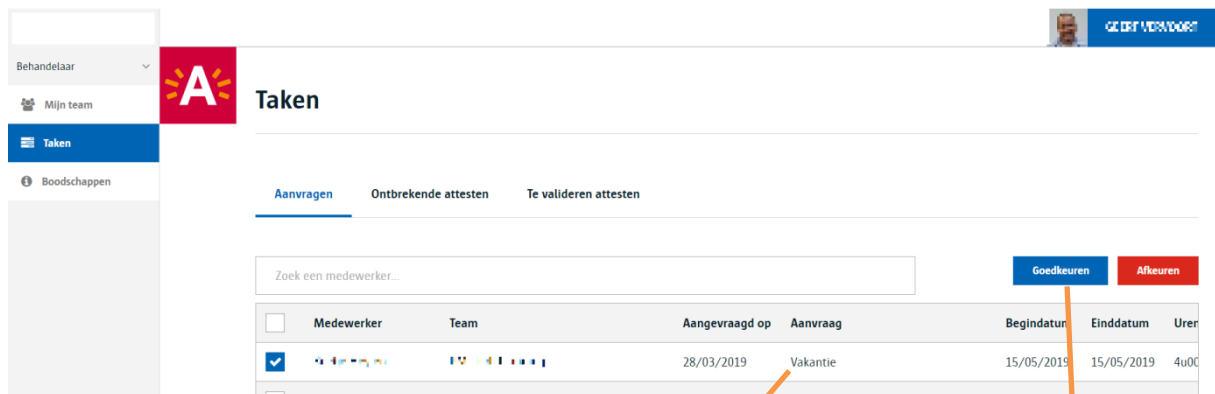 Behandelaar
Mijn team
Taken
Boodschappen
A
Taken
Aanvragen Ontbrekende attesten Te valideren attesten
Zoek een medewerker...
Goedkeuren Afkeuren
Medewerker Team Aangevraagd op Aanvraag Begindatum Einddatum Uren
28/03/2019 Vakantie 15/05/2019 15/05/2019 4u00